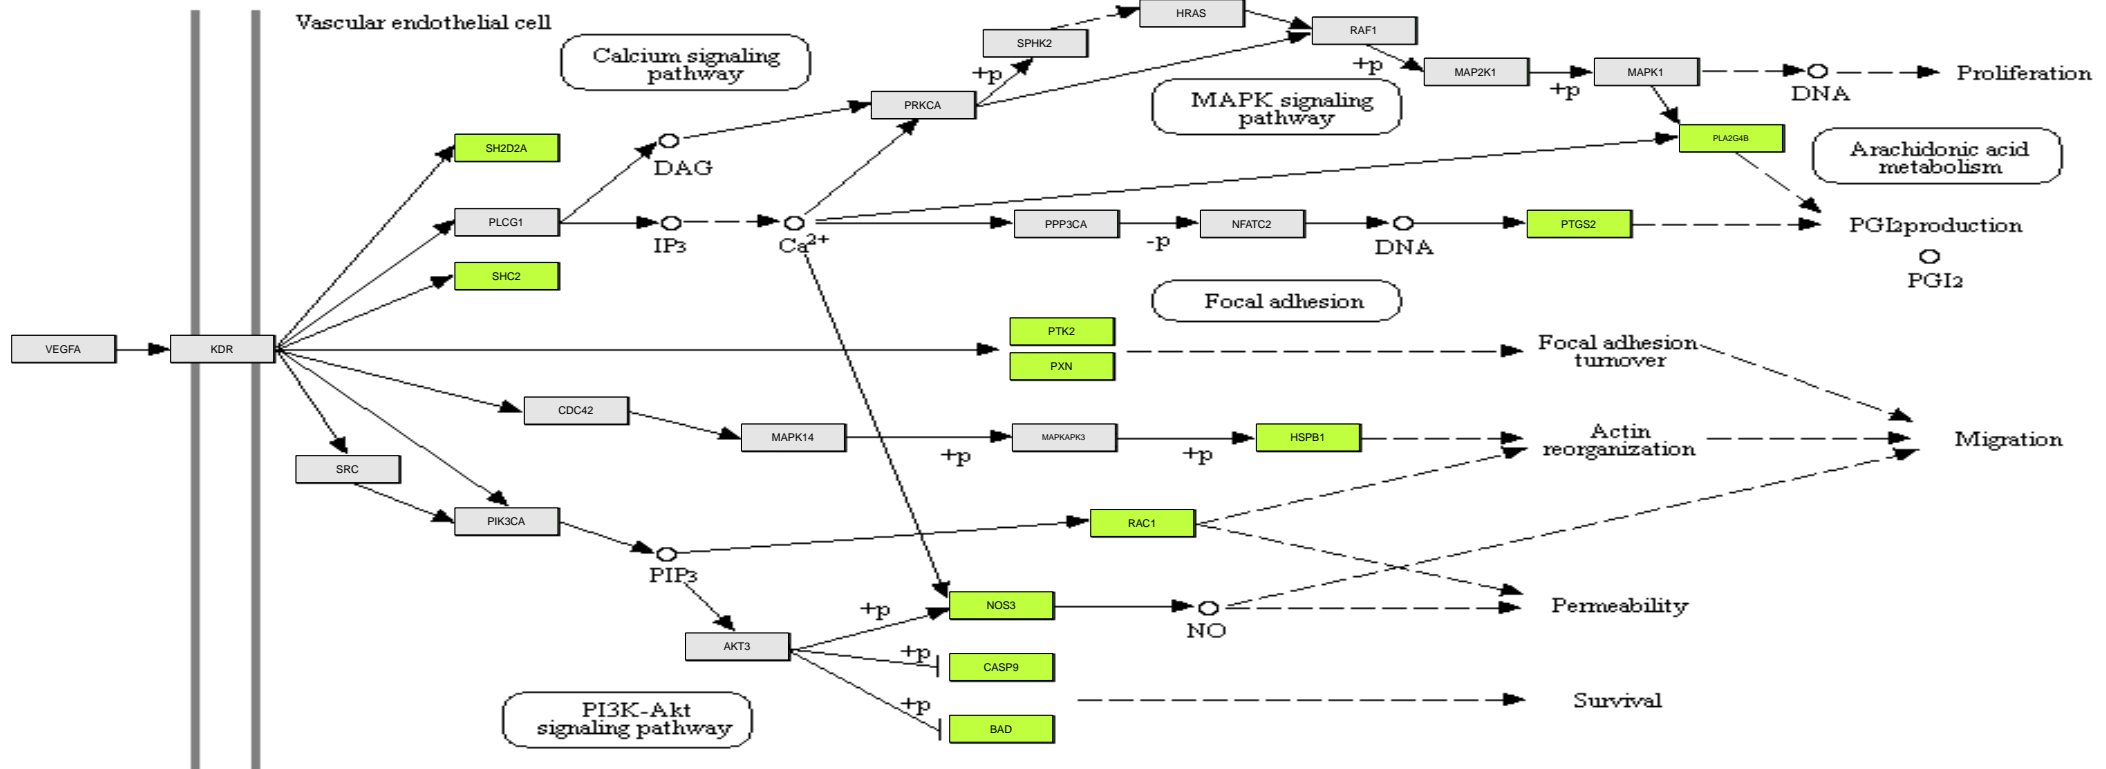 Vascular endothelial cell
HRAS
SPHK2
RAF1
Calcium signaling
pathway
+p
+p
MAP2K1
MAPK1
Proliferation
+p
DNA
PRKCA
MAPK signaling
pathway
SH2D2A
PLA2G4B
Arachidonic acid
metabolism
DAG
PLCG1
IP3
Ca2+
PPP3CA
-p
NFATC2
DNA
PTGS2
PGI2production
PGI2
SHC2
Focal adhesion
VEGFA
KDR
PTK2
PXN
Focal adhesion
turnover
CDC42
MAPK14
+p
MAPKAPK3
+p
HSPB1
Actin
reorganization
Migration
SRC
PIK3CA
RAC1
PIP3
+p
NOS3
NO
Permeability
AKT3
+p
CASP9
+p
BAD
Survival
PI3K-Akt
signaling pathway